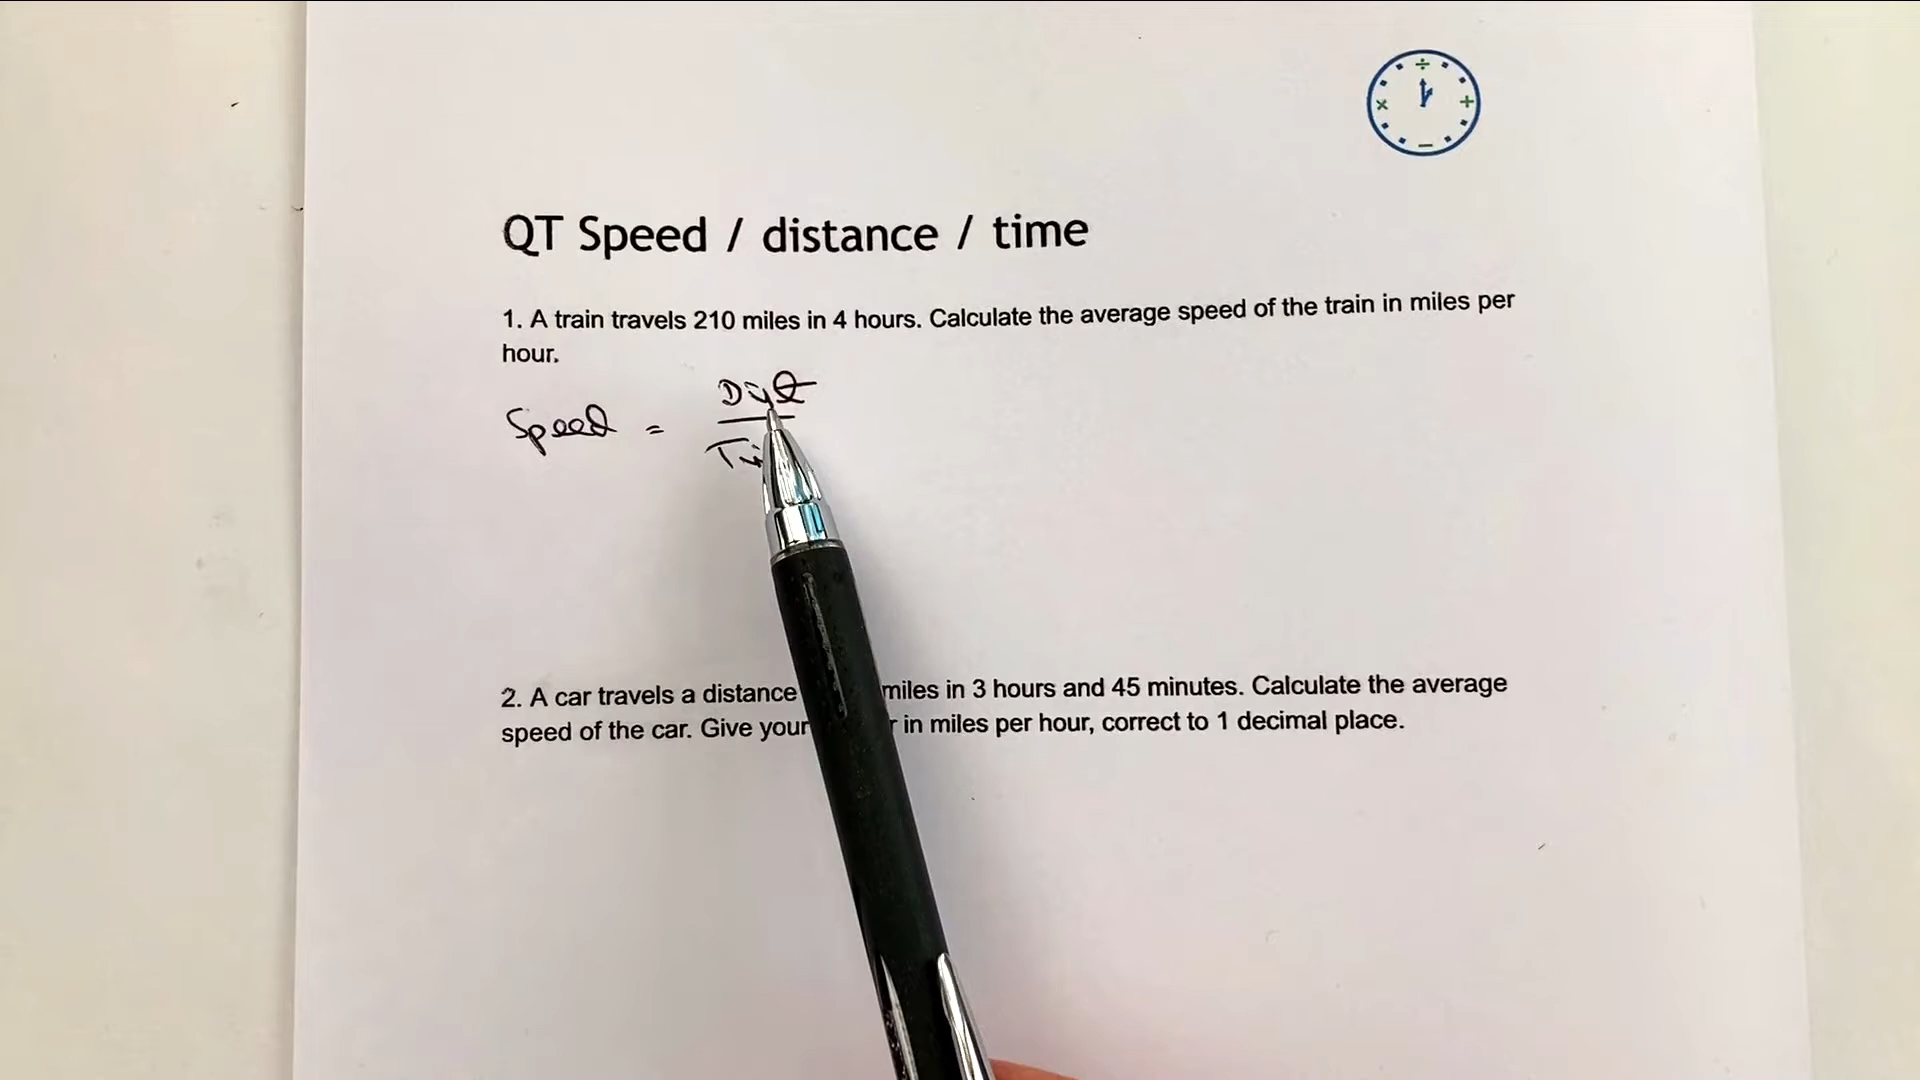 QT Speed / distance / time
1. A train travels 210 miles in 4 hours. Calculate the average speed of the train in miles per
hour.
Speed = Dist
2. A car travels a distance miles in 3 hours and 45 minutes. Calculate the average
speed of the car. Give your in miles per hour, correct to 1 decimal place.